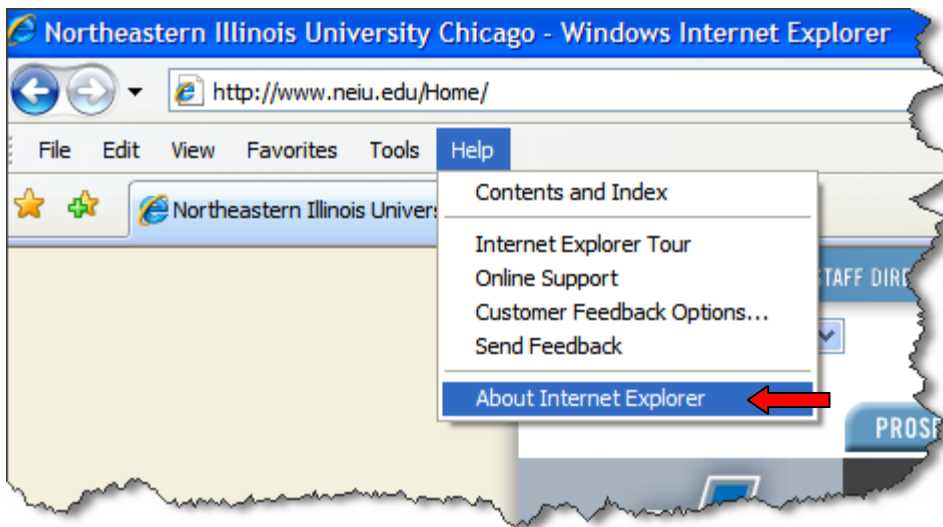 Northeastern Illinois University Chicago - Windows Internet Explorer
http://www.neiu.edu/Home/
File Edit View Favorites Tools Help
Northeastern Illinois Univer
Contents and Index
Internet Explorer Tour
Online Support
Customer Feedback Options...
Send Feedback
About Internet Explorer
TAFF DIRE
PROSP